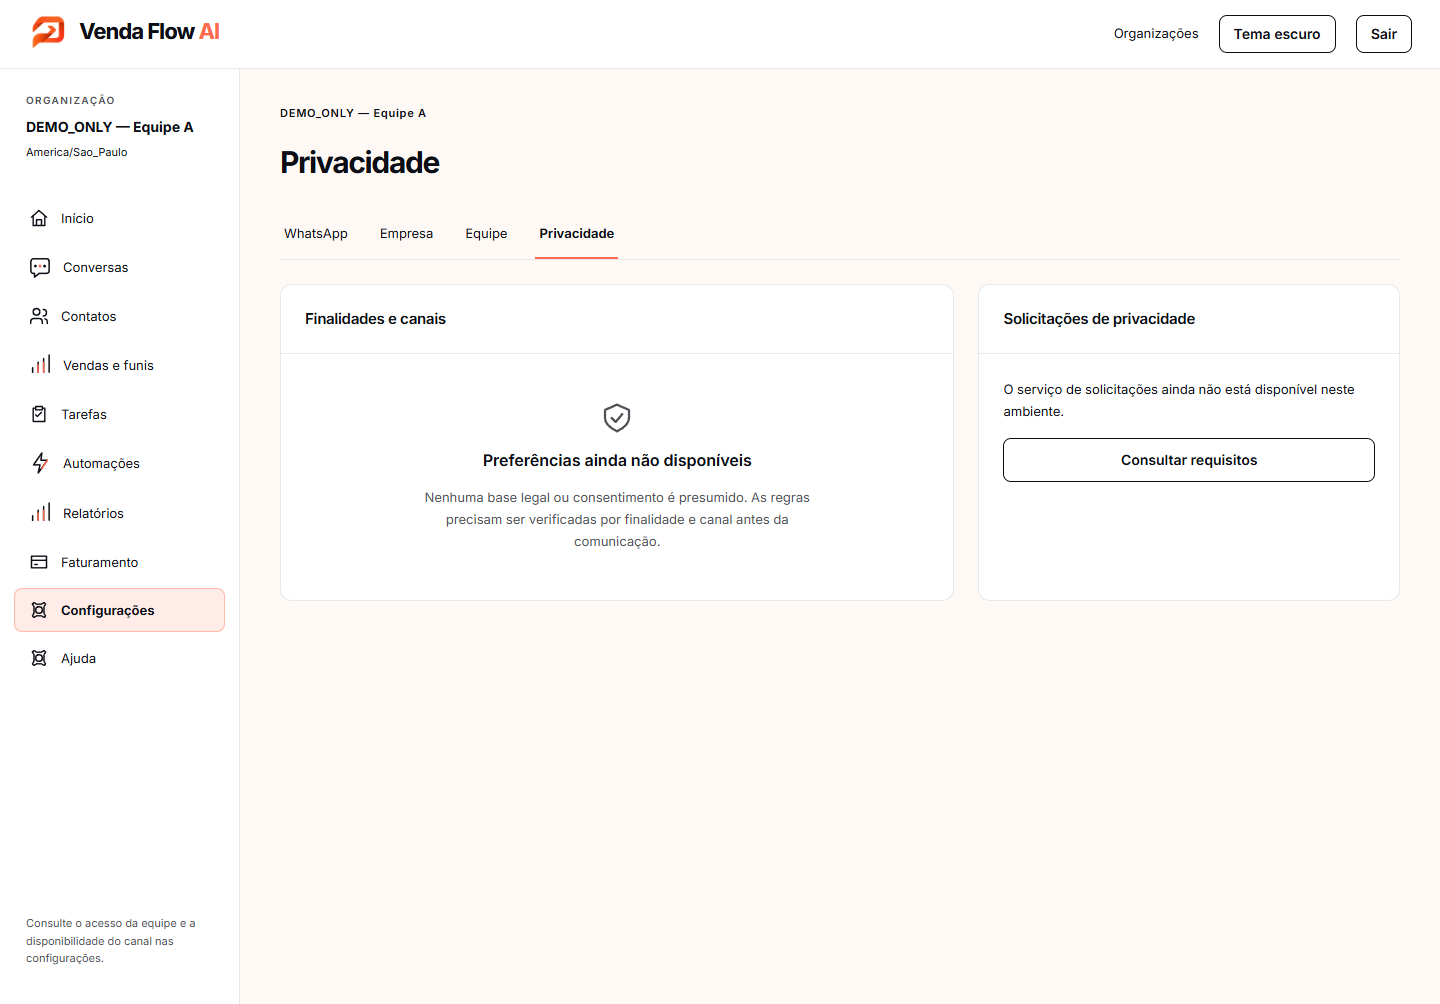 Venda Flow AI
Organizações
Tema escuro
Sair
ORGANIZAÇÃO
DEMO_ONLY — Equipe A
America/Sao_Paulo
Início
Conversas
Contatos
Vendas e funis
Tarefas
Automações
Relatórios
Faturamento
Configurações
Ajuda
Consulte o acesso da equipe e a
disponibilidade do canal nas
configurações.
DEMO_ONLY — Equipe A
Privacidade
WhatsApp
Empresa
Equipe
Privacidade
Finalidades e canais
Preferências ainda não disponíveis
Nenhuma base legal ou consentimento é presumido. As regras
precisam ser verificadas por finalidade e canal antes da
comunicação.
Solicitações de privacidade
O serviço de solicitações ainda não está disponível neste
ambiente.
Consultar requisitos